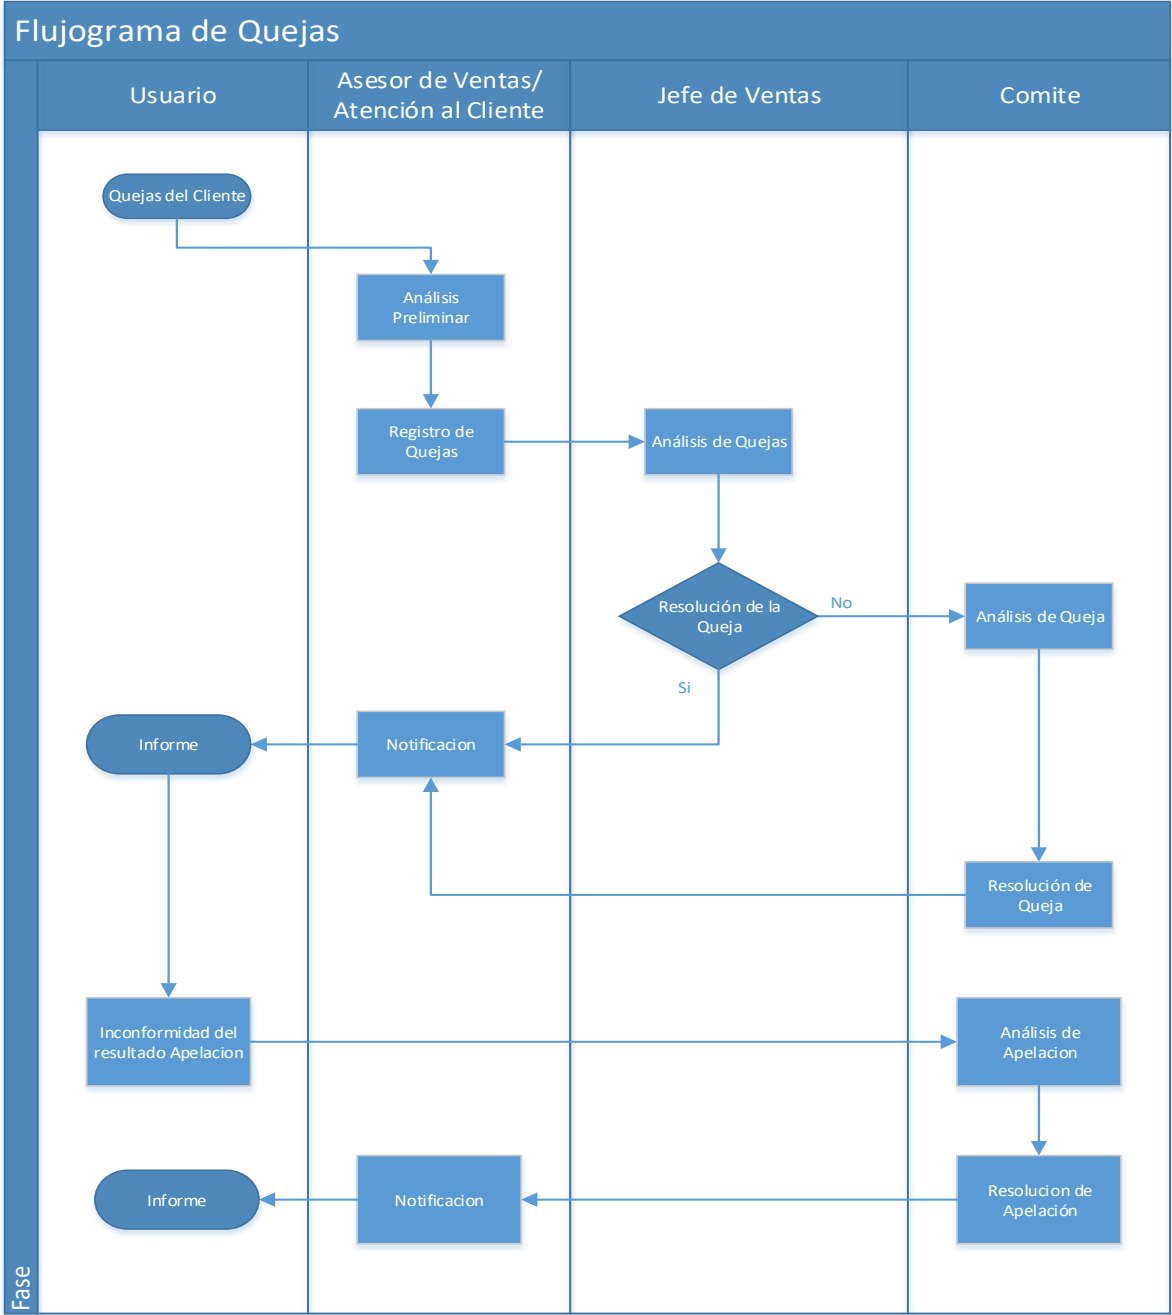 Flujograma de Quejas
Usuario
Asesor de Ventas/
Atención al Cliente
Jefe de Ventas
Comite
Quejas del Cliente
Análisis
Preliminar
Registro de
Quejas
Análisis de Quejas
Resolución de la
Queja
No
Análisis de Queja
Si
Informe
Notificacion
Resolución de
Queja
Inconformidad del
resultado Apelacion
Análisis de
Apelacion
Informe
Notificacion
Resolucion de
Apelación
Fase